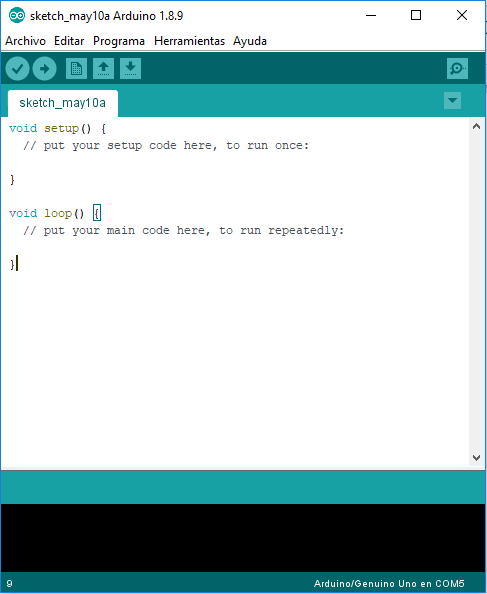 sketch_may10a Arduino 1.8.9
Archivo Editar Programa Herramientas Ayuda
sketch_may10a
void setup() {
  // put your setup code here, to run once:
}
void loop() {
  // put your main code here, to run repeatedly:
}
9 Arduino/Genuino Uno en COM5